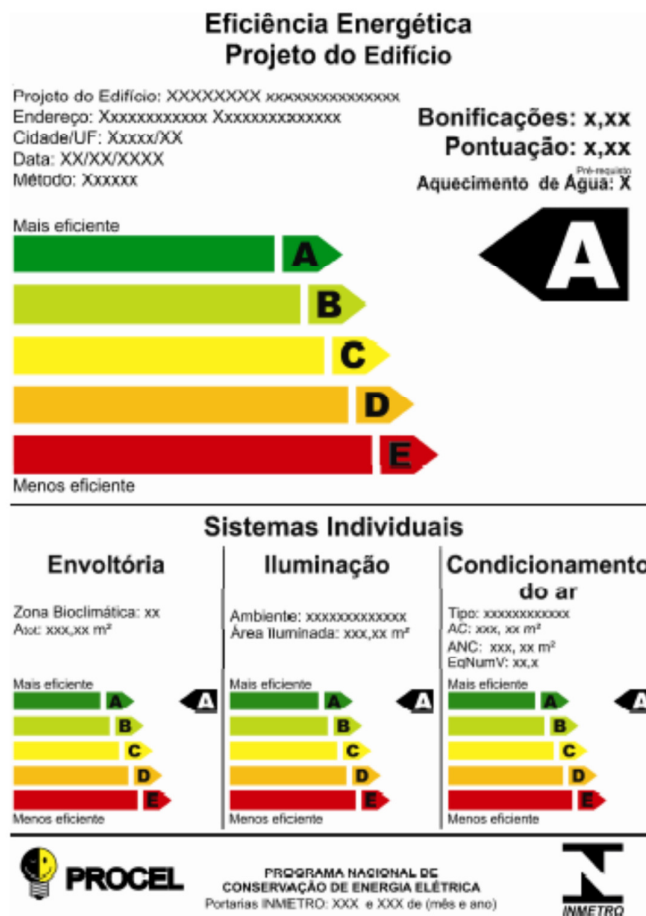 Eficiência Energética
Projeto do Edifício
Projeto do Edifício: XXXXXXXX xxxxxxxxxxxxxxx
Endereço: Xxxxxxxxxxxx Xxxxxxxxxxxxxx
Cidade/UF: Xxxxx/XX
Data: XX/XX/XXXX
Método: Xxxxxx
Bonificações: x,xx
Pontuação: x,xx
Pré-requisito
Aquecimento de Água: X
Mais eficiente
A
A
B
C
D
E
Menos eficiente
Sistemas Individuais
Envoltória
Zona Bioclimática: xx
Atot: xxx,xx m²
Mais eficiente
A
A
B
C
D
E
Menos eficiente
Iluminação
Ambiente: xxxxxxxxxxxxx
Área Iluminada: xxx,xx m²
Mais eficiente
A
A
B
C
D
E
Menos eficiente
Condicionamento
do ar
Tipo: xxxxxxxxxxxx
AC: xxx, xx m²
ANC: xxx, xx m²
EqNumV: xx,x
Mais eficiente
A
A
B
C
D
E
Menos eficiente
PROCEL
PROGRAMA NACIONAL DE
CONSERVAÇÃO DE ENERGIA ELÉTRICA
Portarias INMETRO: XXX e XXX de (mês e ano)
INMETRO